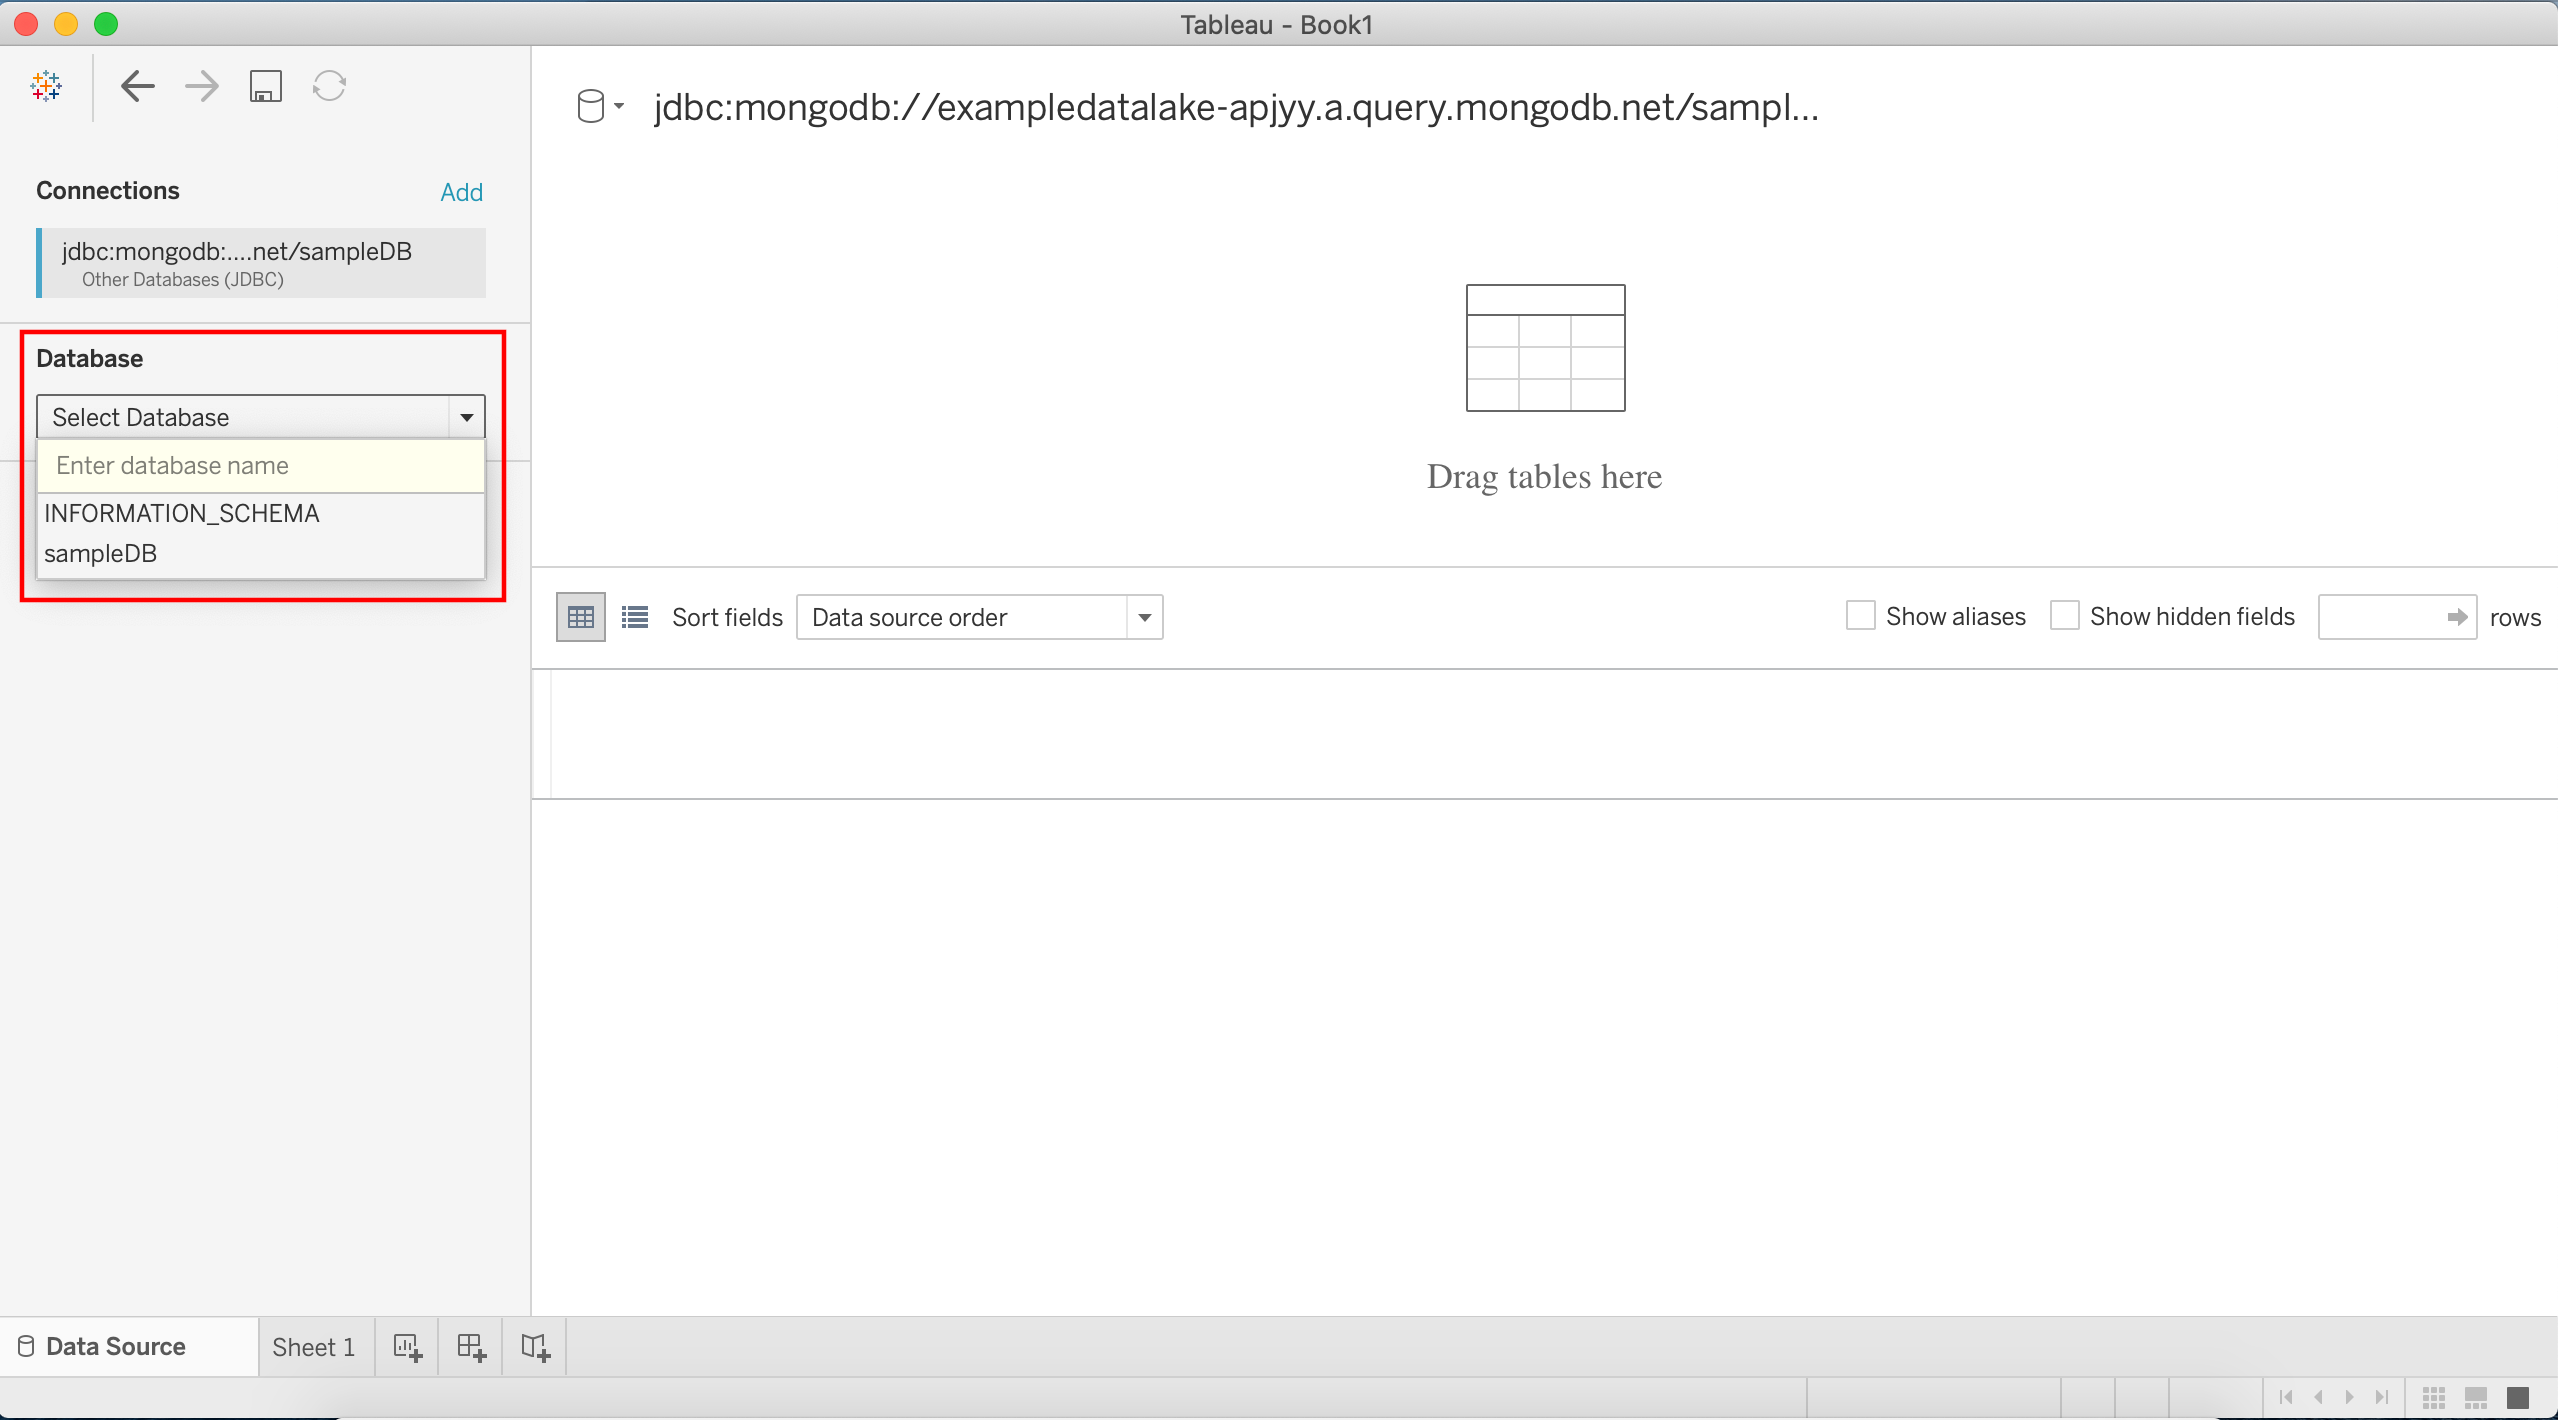 Tableau - Book1
jdbc:mongodb://exampledatalake-apjyy.a.query.mongodb.net/sampl...
Connections
Add
jdbc:mongodb:....net/sampleDB
Other Databases (JDBC)
Database
Select Database
Enter database name
INFORMATION_SCHEMA
sampleDB
Drag tables here
Sort fields
Data source order
Show aliases
Show hidden fields
rows
Data Source
Sheet 1